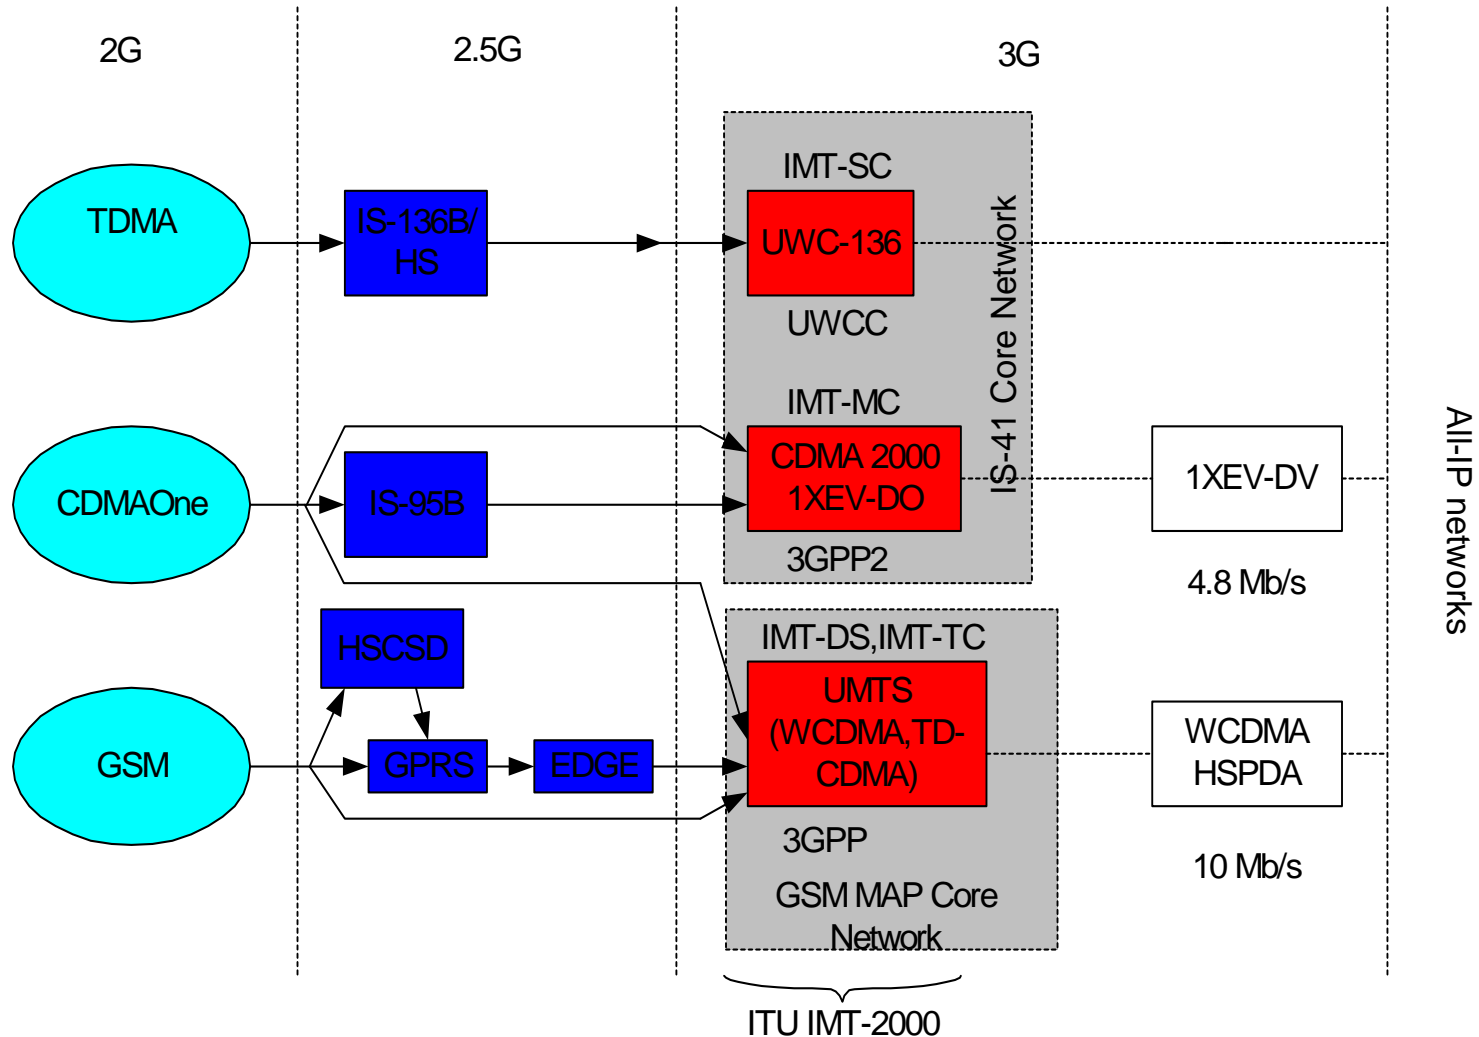 2G
2.5G
3G
TDMA
IS-136B/
HS
IMT-SC
UWC-136
UWCC
IS-41 Core Network
CDMAOne
IS-95B
IMT-MC
CDMA 2000
1XEV-DO
3GPP2
1XEV-DV
4.8 Mb/s
All-IP networks
GSM
HSCSD
GPRS
EDGE
IMT-DS,IMT-TC
UMTS
(WCDMA,TD-
CDMA)
3GPP
GSM MAP Core
Network
WCDMA
HSPDA
10 Mb/s
ITU IMT-2000